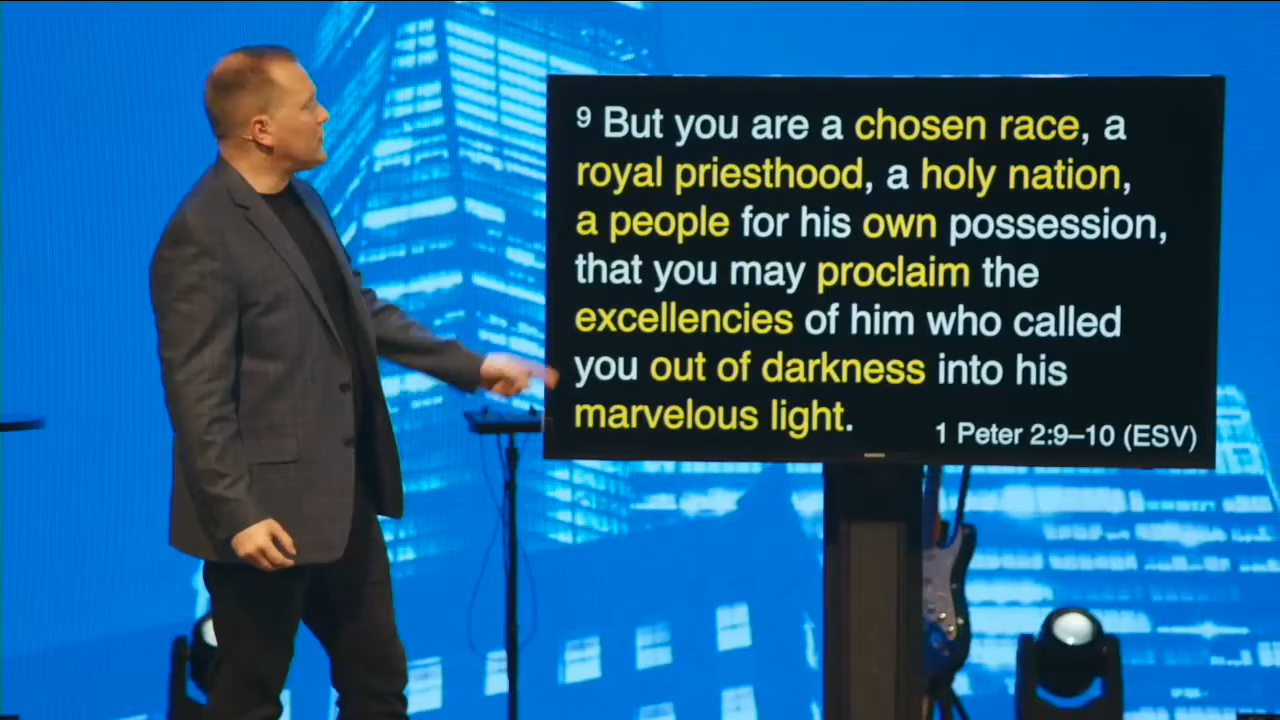 ⁹ But you are a chosen race, a
royal priesthood, a holy nation,
a people for his own possession,
that you may proclaim the
excellencies of him who called
you out of darkness into his
marvelous light.
1 Peter 2:9–10 (ESV)